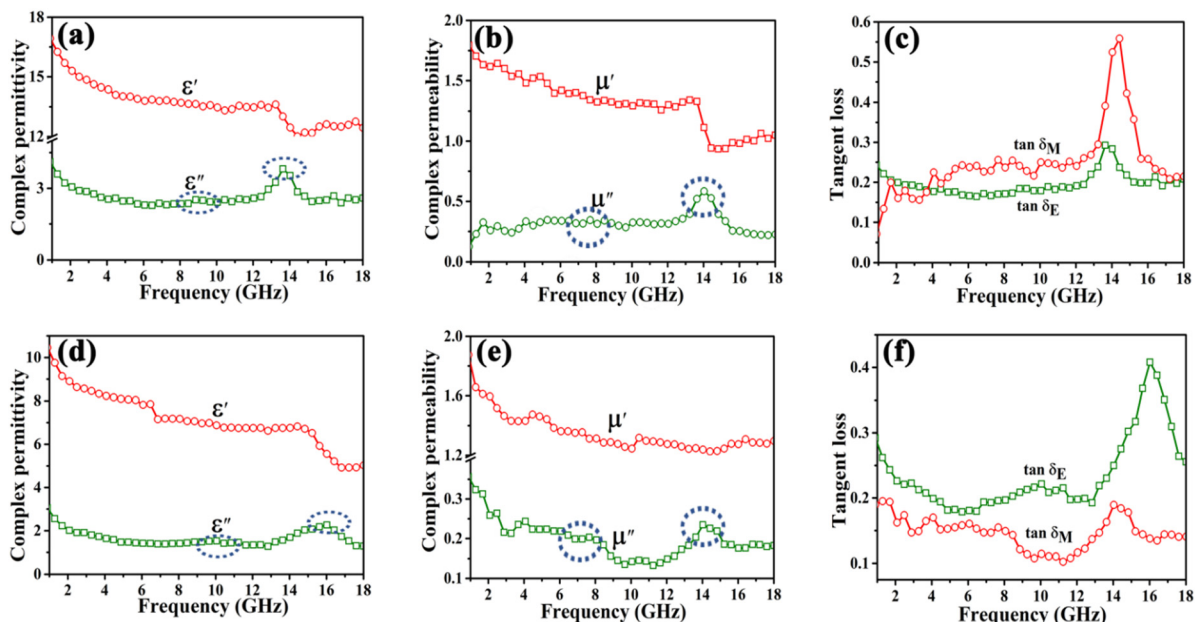 (a)
Complex permittivity
18
15
12
3
0
ε′
ε″
2 4 6 8 10 12 14 16 18
Frequency (GHz)
(b)
Complex permeability
2.0
1.5
1.0
0.5
0.0
μ′
μ″
2 4 6 8 10 12 14 16 18
Frequency (GHz)
(c)
Tangent loss
0.6
0.5
0.4
0.3
0.2
0.1
0.0
tan δM
tan δE
2 4 6 8 10 12 14 16 18
Frequency (GHz)
(d)
Complex permittivity
10
8
6
4
2
0
ε′
ε″
2 4 6 8 10 12 14 16 18
Frequency (GHz)
(e)
Complex permeability
2.0
1.6
1.2
0.3
0.2
0.1
μ′
μ″
2 4 6 8 10 12 14 16 18
Frequency (GHz)
(f)
Tangent loss
0.4
0.3
0.2
0.1
tan δE
tan δM
2 4 6 8 10 12 14 16 18
Frequency (GHz)